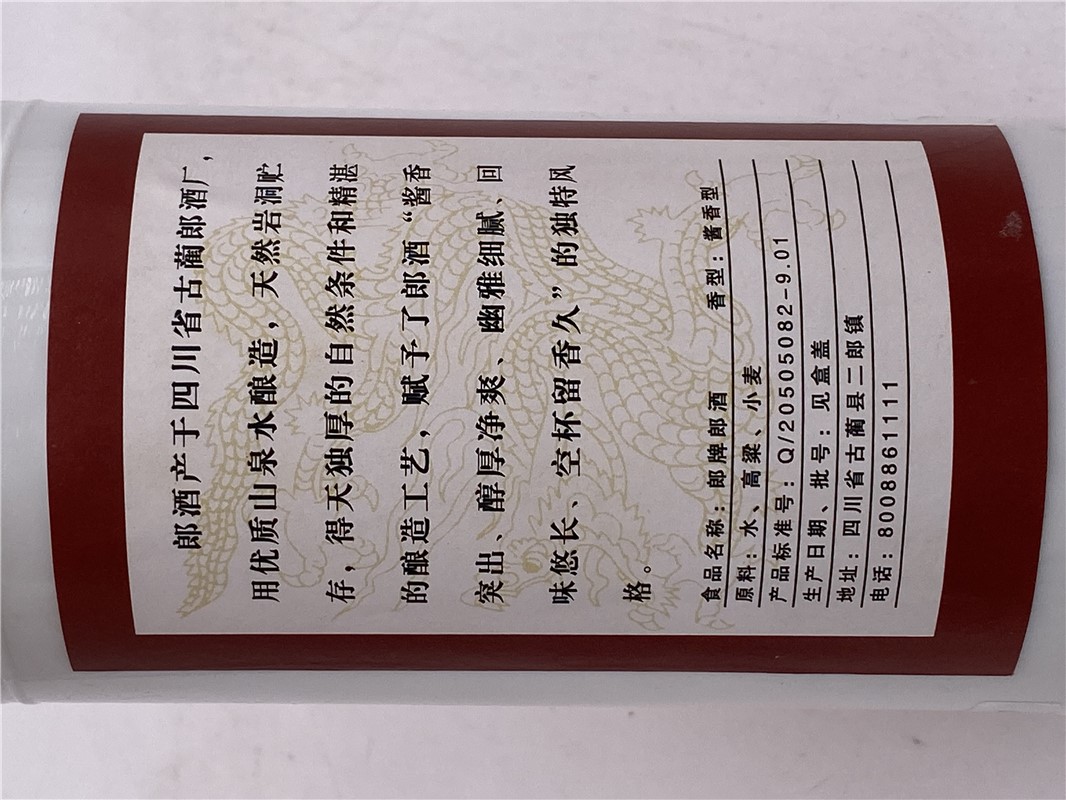 郎酒产于四川省古蔺郎酒厂，
用优质山泉水酿造，天然岩洞贮
存，得天独厚的自然条件和精湛
的酿造工艺，赋予了郎酒“酱香
突出、醇厚净爽、幽雅细腻、回
味悠长、空杯留香久”的独特风
格。
食品名称：郎牌郎酒 香型：酱香型
原料：水、高粱、小麦
产品标准号：Q/20505082-9.01
生产日期、批号：见盒盖
地址：四川省古蔺县二郎镇
电话：8008861111